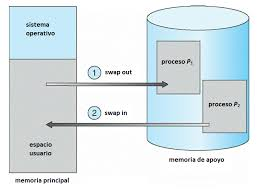 sistema
operativo
1 swap out
proceso P1
2 swap in
proceso P2
espacio
usuario
memoria principal
memoria de apoyo